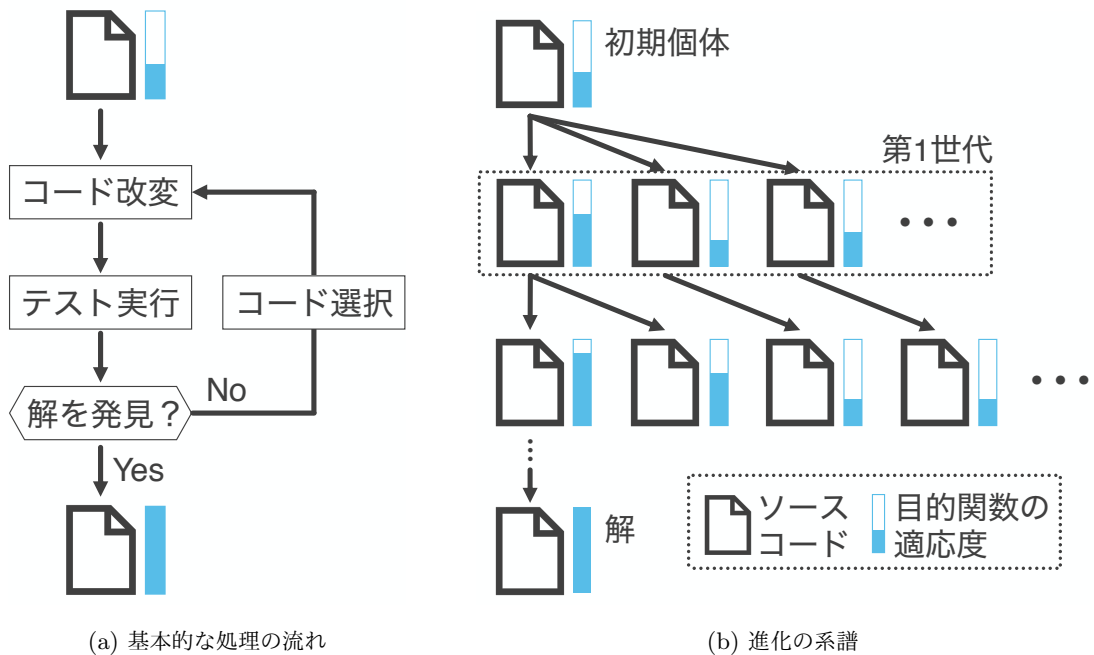 コード改変
テスト実行
コード選択
解を発見？
No
Yes
(a) 基本的な処理の流れ
初期個体
第1世代
・・・
・・・
解
ソース
コード
目的関数の
適応度
(b) 進化の系譜